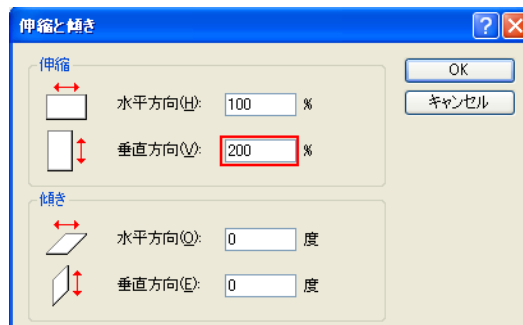 伸縮と傾き
伸縮
水平方向(H): 100 %
垂直方向(V): 200 %
傾き
水平方向(O): 0 度
垂直方向(E): 0 度
OK
キャンセル